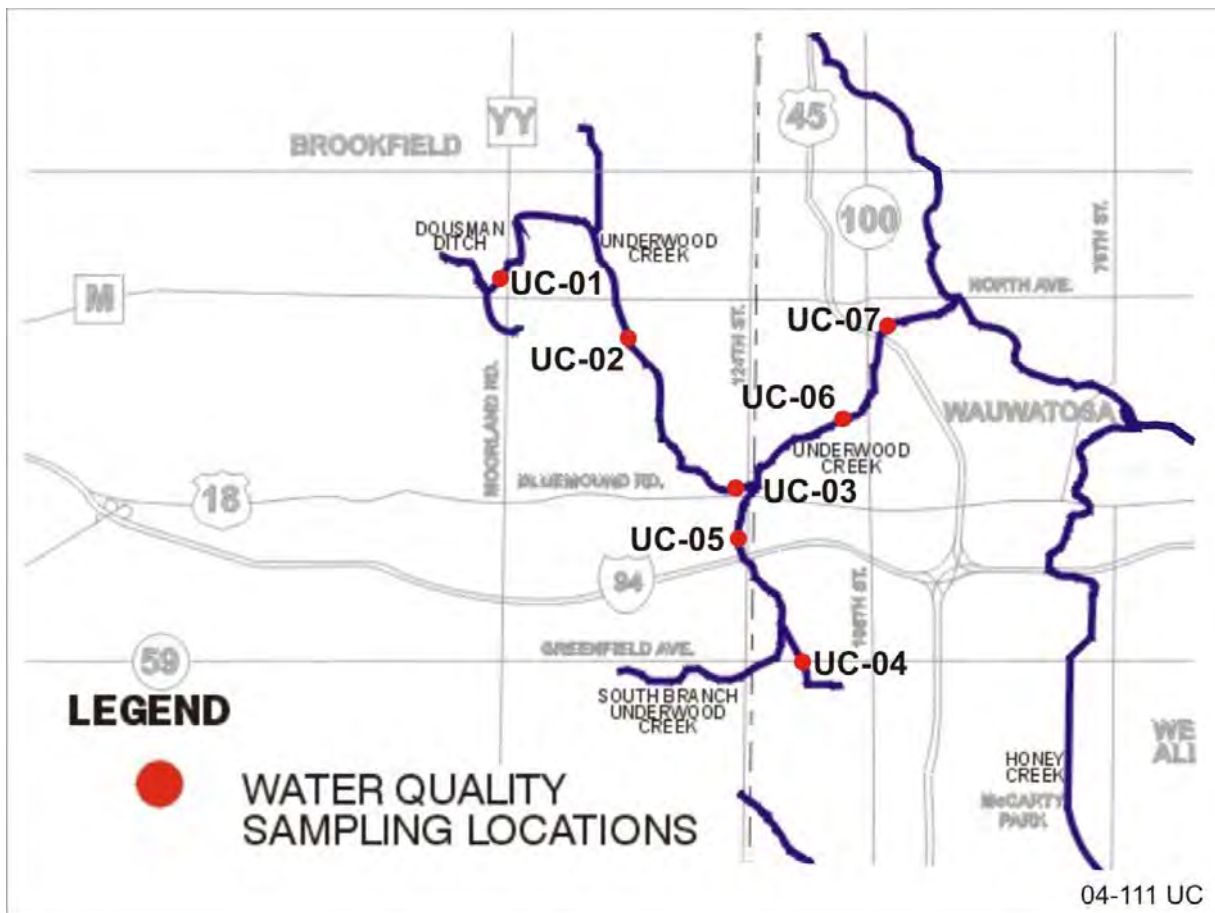 YY
45
BROOKFIELD
100
76TH ST.
DOUSMAN
DITCH
UNDERWOOD
CREEK
UC-01
M
NORTH AVE.
UC-07
124TH ST.
UC-02
MOORLAND RD.
UC-06
WAUWATOSA
UNDERWOOD
CREEK
BLUEMOUND RD.
18
UC-03
UC-05
94
108TH ST.
GREENFIELD AVE.
59
UC-04
LEGEND
SOUTH BRANCH
UNDERWOOD
CREEK
WE
ALI
HONEY
CREEK
McCARTY
PARK
WATER QUALITY
SAMPLING LOCATIONS
04-111 UC